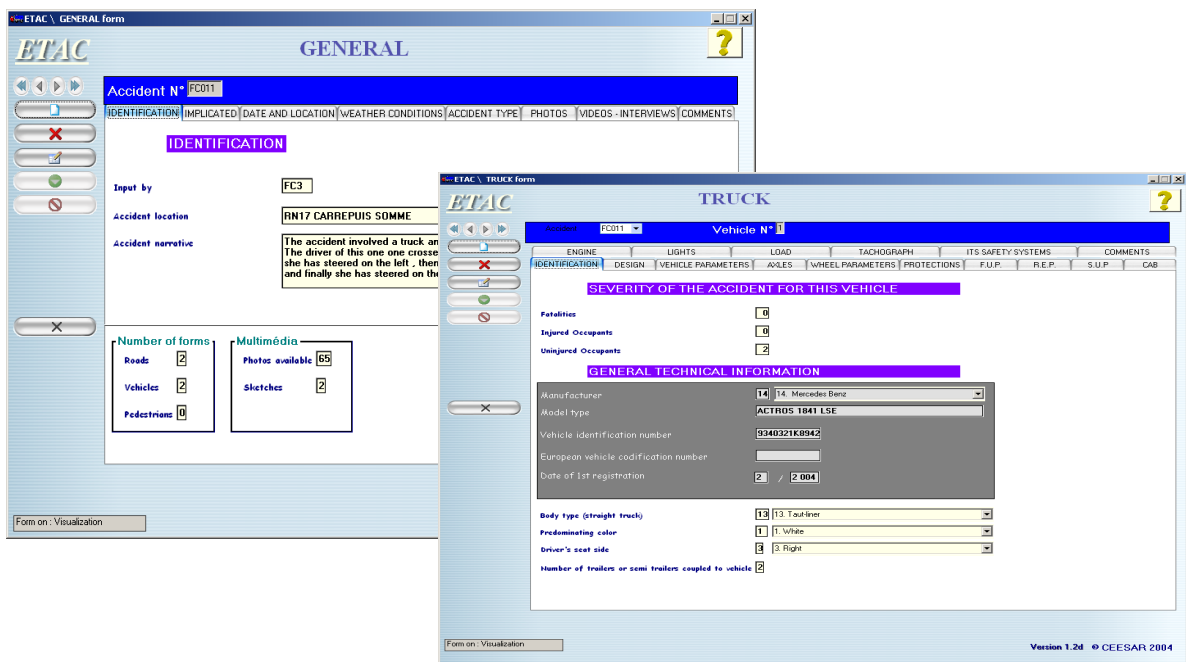 ETAC \ GENERAL form
ETAC
GENERAL
?
Accident N° FC011
IDENTIFICATION IMPLICATED DATE AND LOCATION WEATHER CONDITIONS ACCIDENT TYPE PHOTOS VIDEOS - INTERVIEWS COMMENTS
IDENTIFICATION
Input by FC3
Accident location RN17 CARREPUIS SOMME
Accident narrative The accident involved a truck an
The driver of this one one crosse
she has steered on the left , then
and finally she has steered on the
Number of forms
Roads 2
Vehicles 2
Pedestrians 0
Multimédia
Photos available 65
Sketches 2
Form on : Visualization
ETAC \ TRUCK form
ETAC
TRUCK
?
Accident FC011 Vehicle N° 1
ENGINE LIGHTS LOAD TACHOGRAPH ITS SAFETY SYSTEMS COMMENTS
IDENTIFICATION DESIGN VEHICLE PARAMETERS AXLES WHEEL PARAMETERS PROTECTIONS F.U.P. R.E.P. S.U.P CAB
SEVERITY OF THE ACCIDENT FOR THIS VEHICLE
Fatalities 0
Injured Occupants 0
Uninjured Occupants 2
GENERAL TECHNICAL INFORMATION
Manufacturer 14 14. Mercedes Benz
Model type ACTROS 1841 LSE
Vehicle identification number 9340321K8942
European vehicle codification number
Date of 1st registration 2 / 2 004
Body type (straight truck) 13 13. Taut-liner
Predominating color 1 1. White
Driver's seat side 3 3. Right
Number of trailers or semi trailers coupled to vehicle 2
Form on : Visualization
Version 1.2d © CEESAR 2004